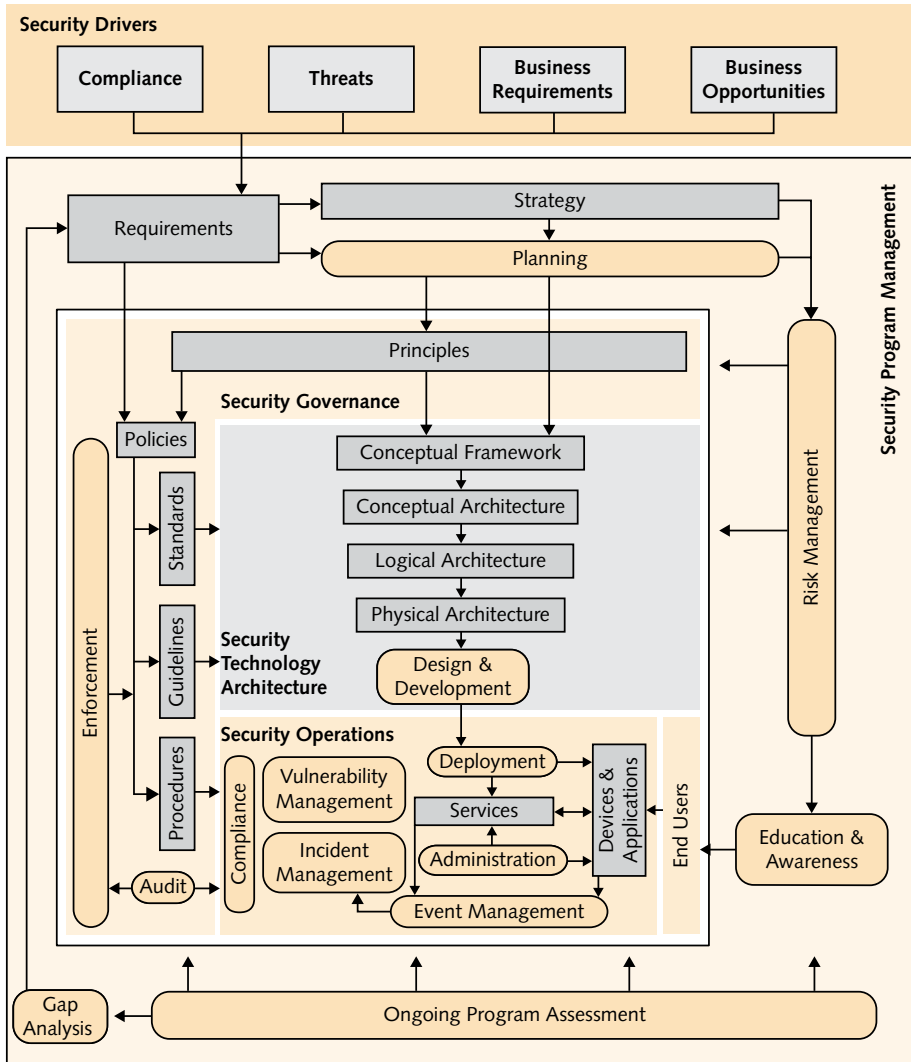 Security Drivers
Compliance
Threats
Business
Requirements
Business
Opportunities
Security Program Management
Requirements
Strategy
Planning
Principles
Security Governance
Policies
Conceptual Framework
Conceptual Architecture
Logical Architecture
Physical Architecture
Design &
Development
Security
Technology
Architecture
Enforcement
Standards
Guidelines
Procedures
Audit
Risk Management
Security Operations
Compliance
Vulnerability
Management
Incident
Management
Deployment
Services
Administration
Event Management
Devices &
Applications
End Users
Education &
Awareness
Gap
Analysis
Ongoing Program Assessment